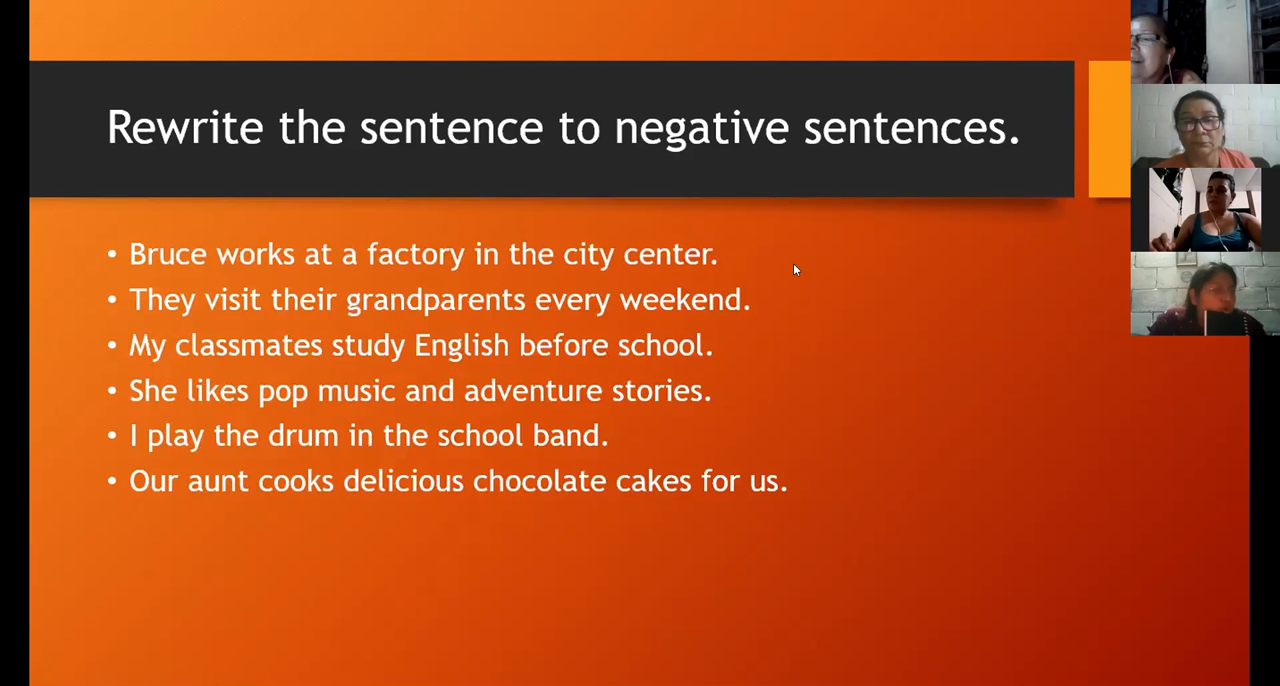 Rewrite the sentence to negative sentences.
• Bruce works at a factory in the city center.
• They visit their grandparents every weekend.
• My classmates study English before school.
• She likes pop music and adventure stories.
• I play the drum in the school band.
• Our aunt cooks delicious chocolate cakes for us.